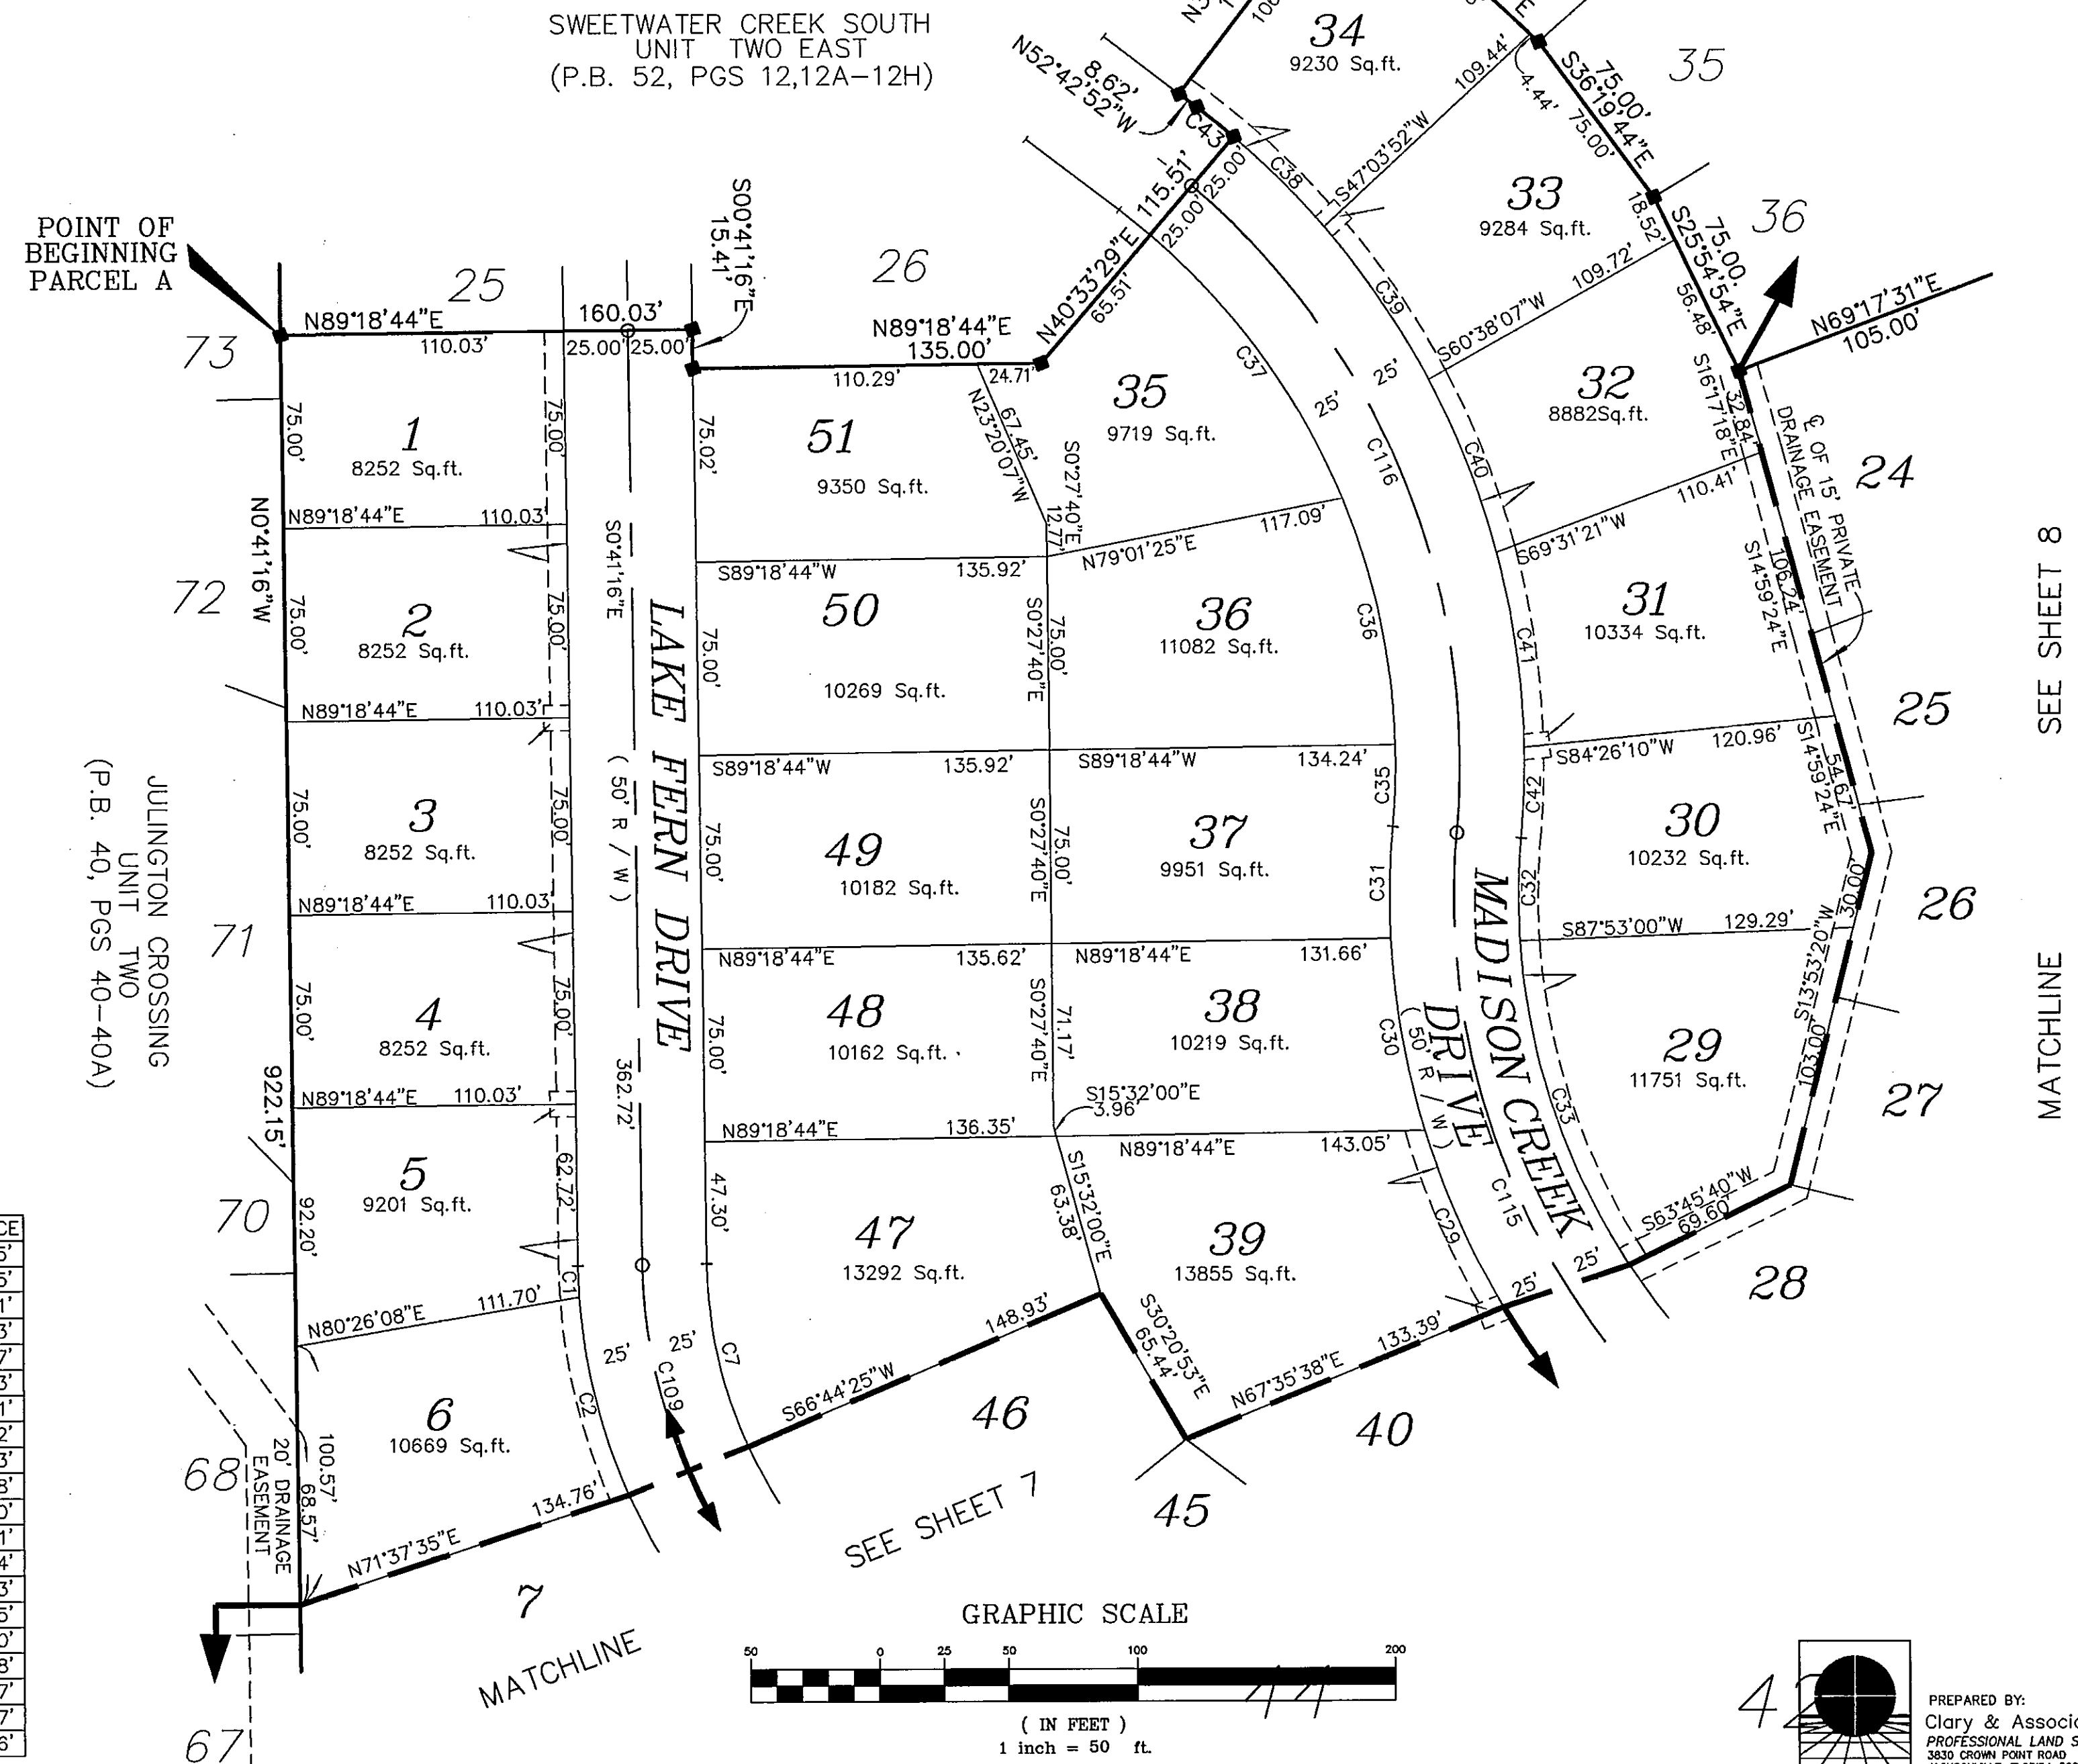 SWEETWATER CREEK SOUTH
UNIT TWO EAST
(P.B. 52, PGS 12,12A-12H)
34
9230 Sq.ft.
N52°42'52"W
8.62'
C43
109.44'
4.44'
S36°19'44"E
75.00'
75.00'
35
S47°03'52"W
C38
33
9284 Sq.ft.
18.52'
S25°54'54"E
75.00.
36
56.48'
109.72'
S60°38'07"W
C39
N69°17'31"E
105.00'
POINT OF
BEGINNING
PARCEL A
25
26
S00°41'16"E
15.41'
N89°18'44"E
160.03'
110.03'
25.00'
25.00'
N89°18'44"E
135.00'
110.29'
24.71'
N40°33'29"E
115.51'
65.51'
25.00'
25.00'
C37
25'
25'
C116
73
75.00'
1
8252 Sq.ft.
75.00'
75.02'
51
9350 Sq.ft.
67.45'
N23°20'07"W
35
9719 Sq.ft.
S0°27'40"E
12.77'
32
8882Sq.ft.
C40
S16°17'18"E
32.84'
℄ OF 15' PRIVATE
DRAINAGE EASEMENT
24
110.41'
S69°31'21"W
N0°41'16"W
N89°18'44"E
110.03'
S0°41'16"E
S89°18'44"W
135.92'
N79°01'25"E
117.09'
72
75.00'
2
8252 Sq.ft.
75.00'
75.00'
50
10269 Sq.ft.
S0°27'40"E
75.00'
36
11082 Sq.ft.
C36
C41
31
10334 Sq.ft.
106.24'
S14°59'24"E
25
SEE SHEET 8
MATCHLINE
LAKE FERN DRIVE
( 50' R / W )
N89°18'44"E
110.03'
S89°18'44"W
135.92'
S89°18'44"W
134.24'
S84°26'10"W
120.96'
JULINGTON CROSSING
UNIT TWO
(P.B. 40, PGS 40-40A)
75.00'
3
8252 Sq.ft.
75.00'
75.00'
49
10182 Sq.ft.
S0°27'40"E
75.00'
37
9951 Sq.ft.
C35
C31
C42
C32
30
10232 Sq.ft.
S14°59'24"E
54.67'
26
30.00'
71
N89°18'44"E
110.03'
N89°18'44"E
135.62'
N89°18'44"E
131.66'
S87°53'00"W
129.29'
75.00'
4
8252 Sq.ft.
75.00'
75.00'
48
10162 Sq.ft.
S0°27'40"E
71.17'
38
10219 Sq.ft.
C30
MADISON CREEK
DRIVE
( 50' R / W )
29
11751 Sq.ft.
S13°53'20"W
103.00'
27
C33
922.15'
362.72'
N89°18'44"E
110.03'
N89°18'44"E
136.35'
S15°32'00"E
3.96'
N89°18'44"E
143.05'
70
92.20'
5
9201 Sq.ft.
62.72'
47.30'
47
13292 Sq.ft.
S15°32'00"E
63.38'
39
13855 Sq.ft.
C29
C115
25'
25'
S63°45'40"W
69.60'
28
N80°26'08"E
111.70'
C1
25'
25'
C7
C109
C2
148.93'
S66°44'25"W
S30°20'53"E
65.44'
N67°35'38"E
133.39'
6
10669 Sq.ft.
46
40
45
68
20' DRAINAGE
EASEMENT
100.57'
68.57'
134.76'
N71°37'35"E
7
SEE SHEET 7
MATCHLINE
67
GRAPHIC SCALE
50 0 25 50 100 200
( IN FEET )
1 inch = 50 ft.
PREPARED BY:
Clary &
PROFESSIONAL LAND
3830 CROWN POINT ROAD